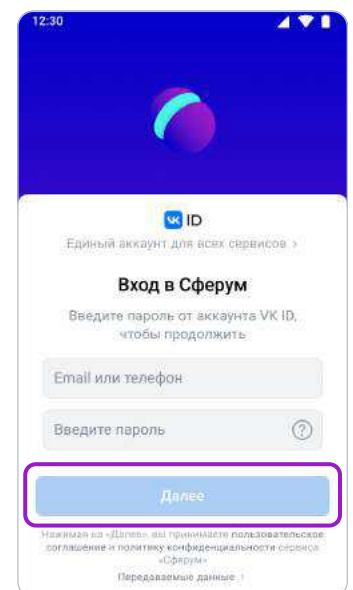 12:30
VK ID
Единый аккаунт для всех сервисов >
Вход в Сферум
Введите пароль от аккаунта VK ID,
чтобы продолжить
Email или телефон
Введите пароль
Далее
Нажимая на «Далее», вы принимаете пользовательское
соглашение и политику конфиденциальности сервиса
«Сферум»
Передаваемые данные >